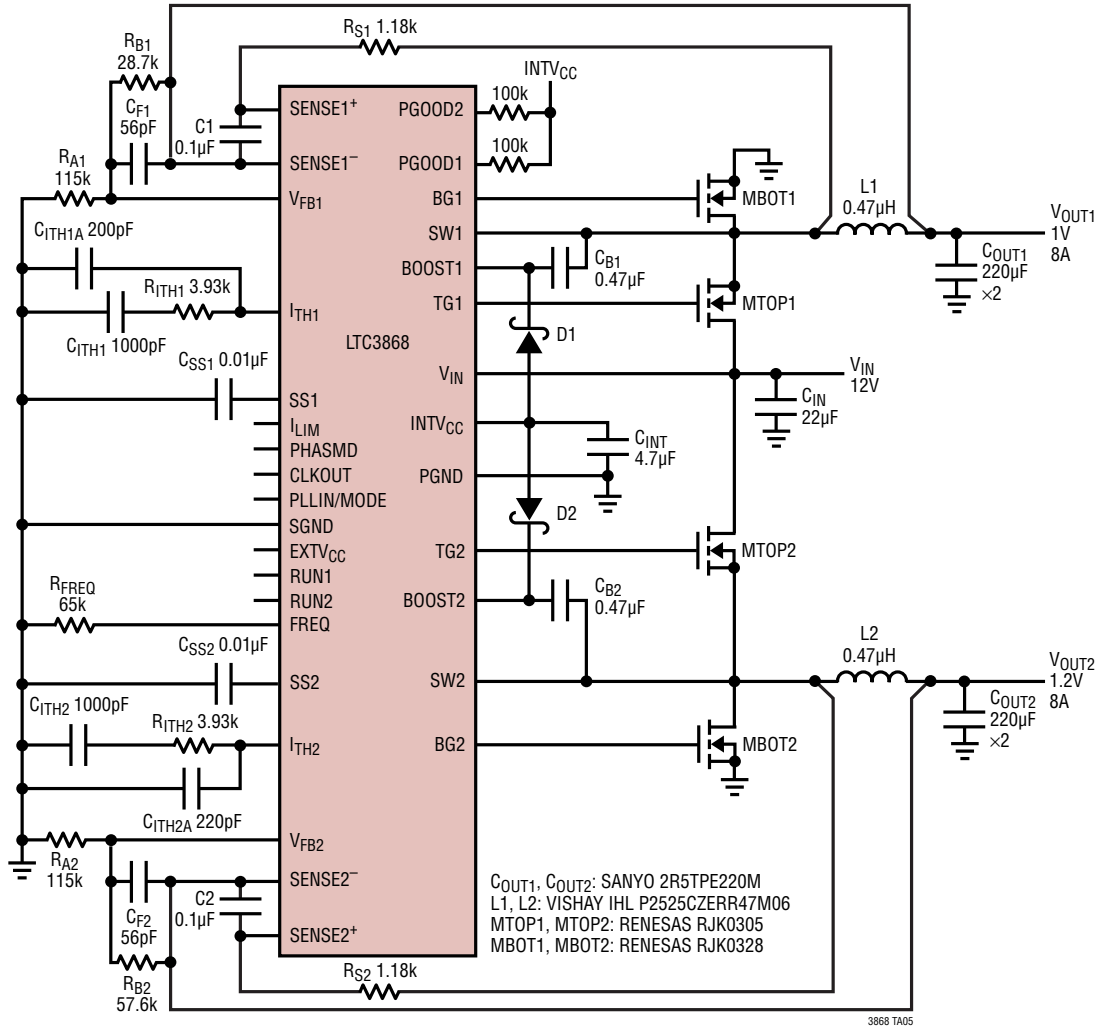 RS1 1.18k
RB1
28.7k
INTVCC
CF1
56pF
C1
0.1µF
SENSE1+
PGOOD2
100k
RA1
115k
SENSE1−
PGOOD1
100k
VFB1
BG1
MBOT1
L1
0.47µH
VOUT1
1V
8A
CITH1A 200pF
SW1
CB1
0.47µF
COUT1
220µF
×2
BOOST1
RITH1 3.93k
ITH1
TG1
MTOP1
CITH1 1000pF
LTC3868
D1
CSS1 0.01µF
VIN
VIN
12V
SS1
CIN
22µF
ILIM
INTVCC
CINT
4.7µF
PHASMD
CLKOUT
PGND
PLLIN/MODE
D2
SGND
EXTVCC
TG2
MTOP2
RUN1
RFREQ
65k
RUN2
BOOST2
CB2
0.47µF
FREQ
L2
0.47µH
CSS2 0.01µF
SS2
SW2
VOUT2
1.2V
8A
CITH2 1000pF
COUT2
220µF
×2
RITH2 3.93k
ITH2
BG2
MBOT2
CITH2A 220pF
VFB2
RA2
115k
SENSE2−
CF2
56pF
C2
0.1µF
SENSE2+
COUT1, COUT2: SANYO 2R5TPE220M
L1, L2: VISHAY IHL P2525CZERR47M06
MTOP1, MTOP2: RENESAS RJK0305
MBOT1, MBOT2: RENESAS RJK0328
RB2
57.6k
RS2 1.18k
3868 TA05